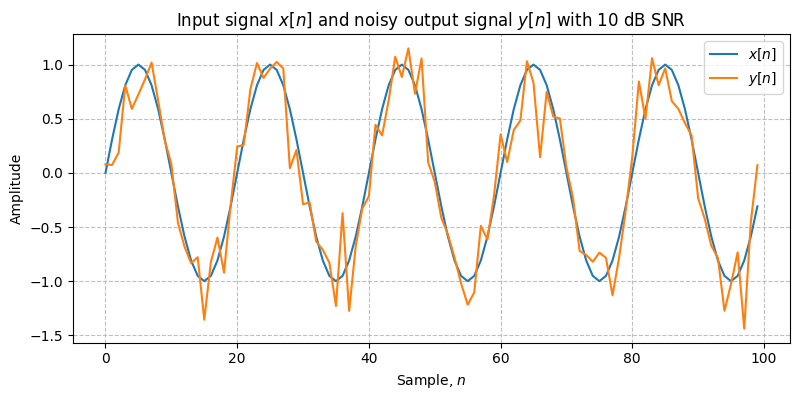 Input signal x[n] and noisy output signal y[n] with 10 dB SNR
x[n]
y[n]
1.0
0.5
0.0
−0.5
−1.0
−1.5
Amplitude
0 20 40 60 80 100
Sample, n